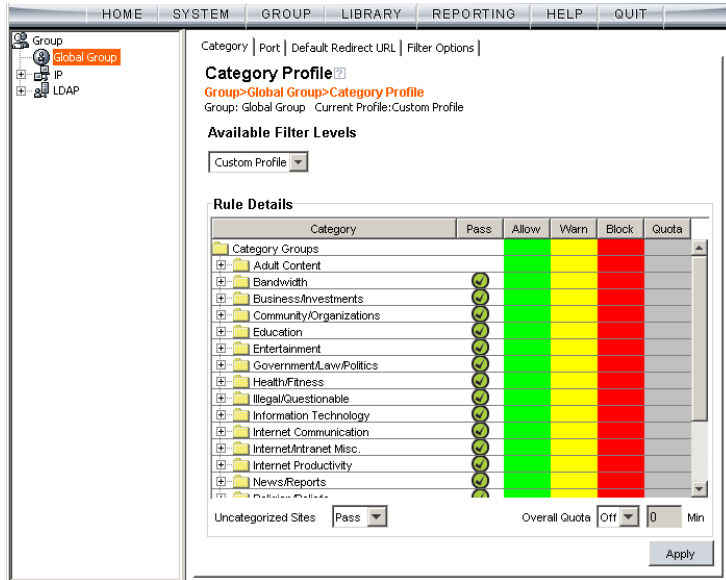 HOME SYSTEM GROUP LIBRARY REPORTING HELP QUIT
Group
Global Group
IP
LDAP
Category Port Default Redirect URL Filter Options
Category Profile
Group>Global Group>Category Profile
Group: Global Group Current Profile:Custom Profile
Available Filter Levels
Custom Profile
Rule Details
Category Pass Allow Warn Block Quota
Category Groups
Adult Content
Bandwidth
Business/Investments
Community/Organizations
Education
Entertainment
Government/Law/Politics
Health/Fitness
Illegal/Questionable
Information Technology
Internet Communication
Internet/Intranet Misc.
Internet Productivity
News/Reports
Religion/Beliefs
Uncategorized Sites Pass Overall Quota Off 0 Min
Apply